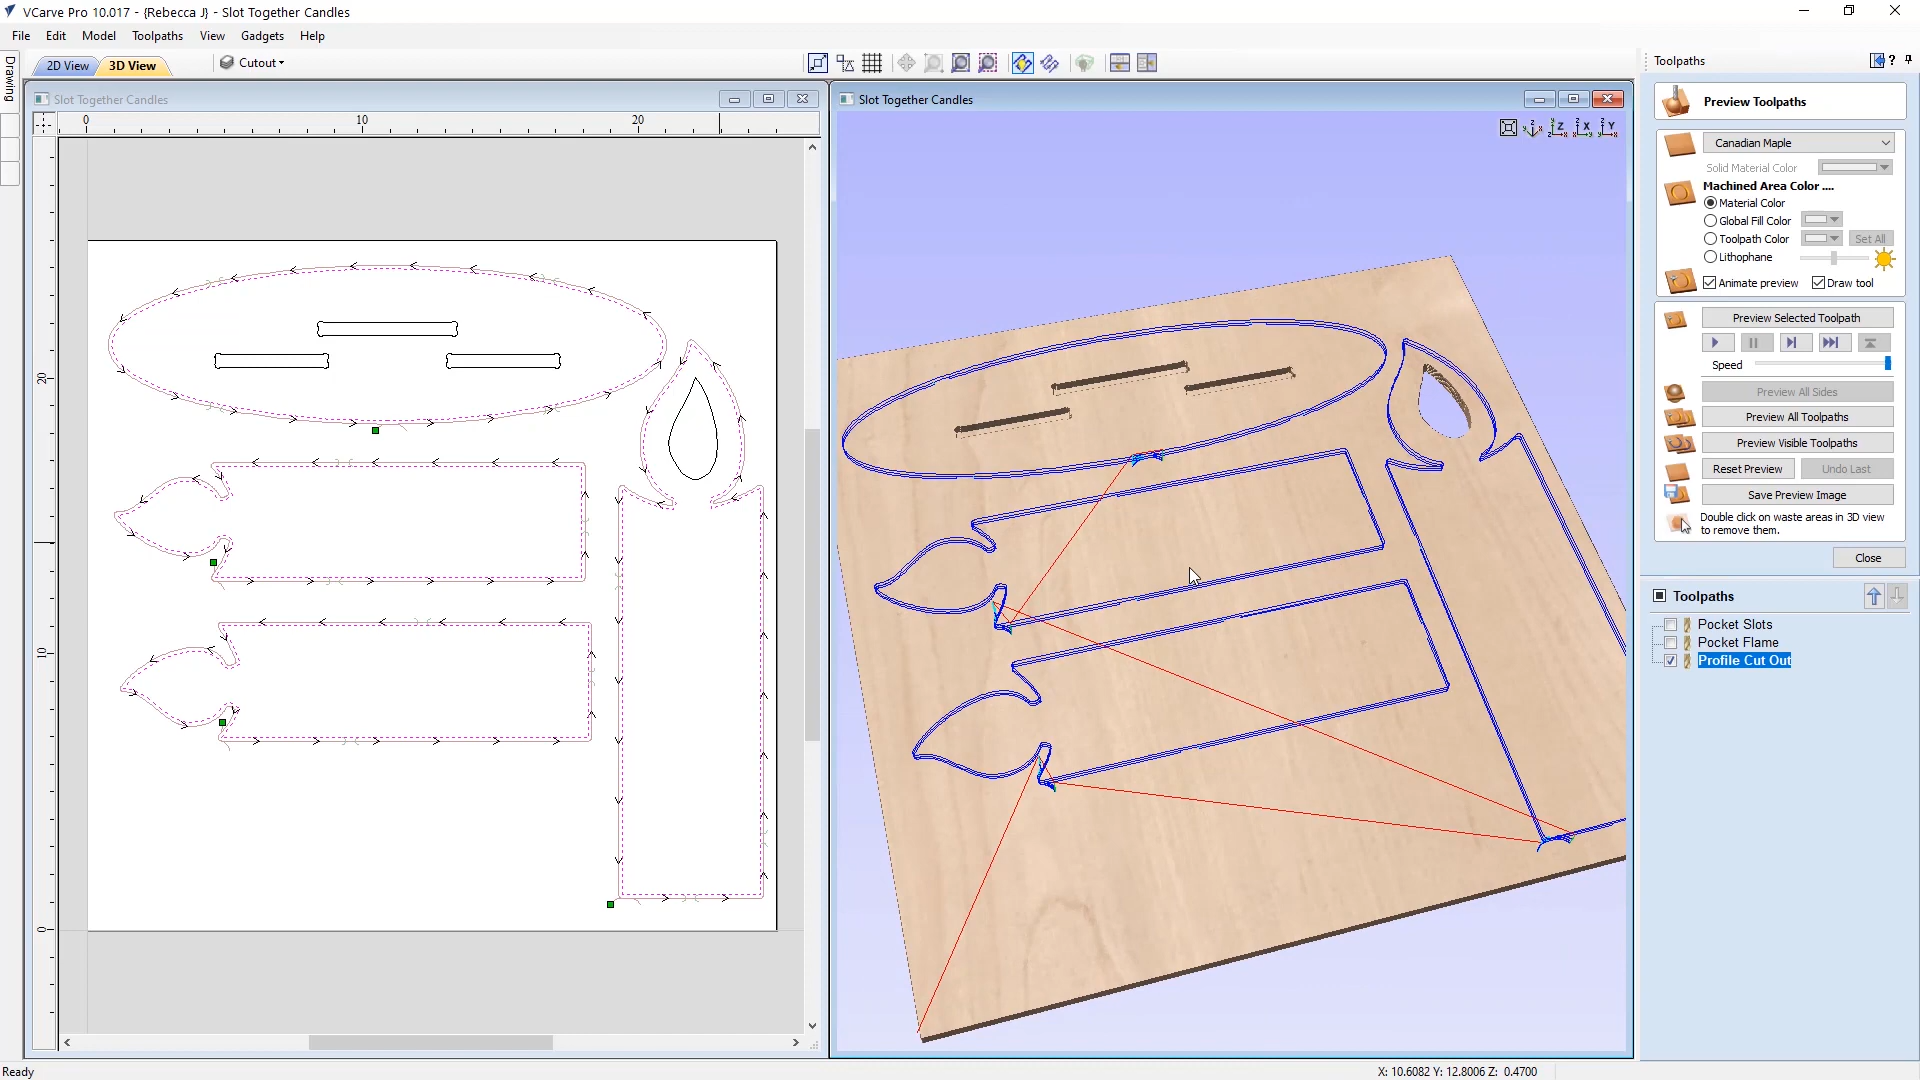 VCarve Pro 10.017 - {Rebecca J} - Slot Together Candles
File Edit Model Toolpaths View Gadgets Help
Drawing
2D View 3D View Cutout
Toolpaths
Slot Together Candles
Slot Together Candles
0 10 20
20
10
0
Z X Y
Preview Toolpaths
Canadian Maple
Solid Material Color
Machined Area Color ....
Material Color
Global Fill Color
Toolpath Color Set All
Lithophane
Animate preview Draw tool
Preview Selected Toolpath
Speed
Preview All Sides
Preview All Toolpaths
Preview Visible Toolpaths
Reset Preview Undo Last
Save Preview Image
Double click on waste areas in 3D view
to remove them.
Close
Toolpaths
Pocket Slots
Pocket Flame
Profile Cut Out
Ready
X: 10.6082 Y: 12.8006 Z: 0.4700